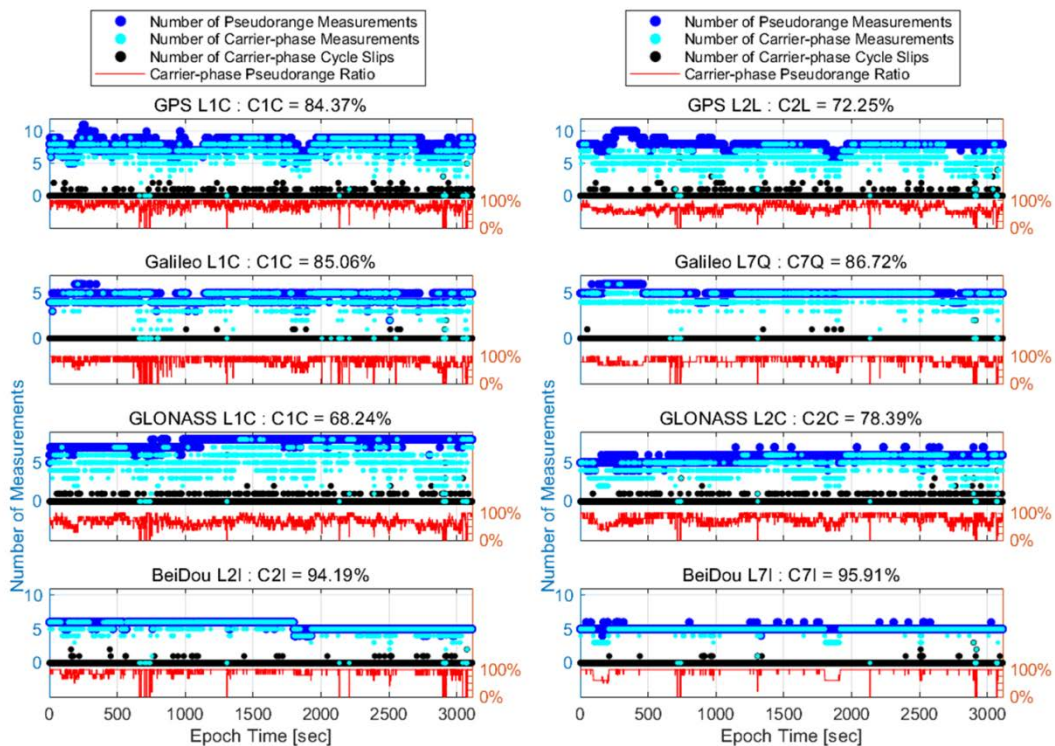 Number of Pseudorange Measurements
Number of Carrier-phase Measurements
Number of Carrier-phase Cycle Slips
Carrier-phase Pseudorange Ratio
Number of Pseudorange Measurements
Number of Carrier-phase Measurements
Number of Carrier-phase Cycle Slips
Carrier-phase Pseudorange Ratio
GPS L1C : C1C = 84.37%
10
5
0
100%
0%
GPS L2L : C2L = 72.25%
10
5
0
100%
0%
Galileo L1C : C1C = 85.06%
5
0
100%
0%
Galileo L7Q : C7Q = 86.72%
5
0
100%
0%
GLONASS L1C : C1C = 68.24%
5
0
100%
0%
GLONASS L2C : C2C = 78.39%
5
0
100%
0%
BeiDou L2I : C2I = 94.19%
10
5
0
100%
0%
BeiDou L7I : C7I = 95.91%
10
5
0
100%
0%
Number of Measurements
Number of Measurements
0 500 1000 1500 2000 2500 3000
Epoch Time [sec]
0 500 1000 1500 2000 2500 3000
Epoch Time [sec]